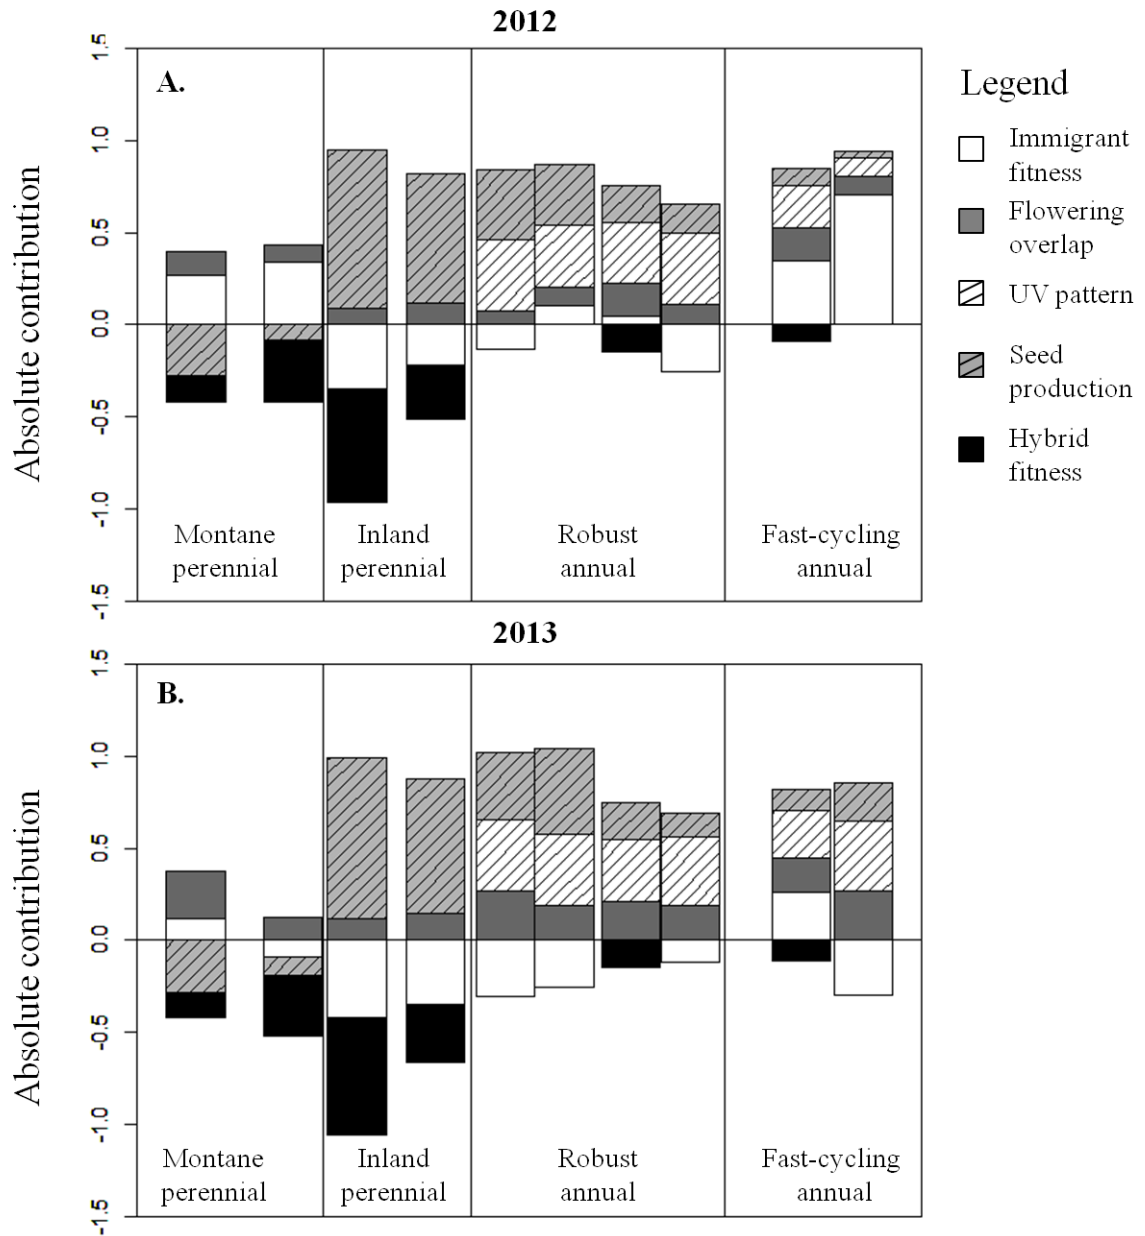 2012
A.
1.5
1.0
0.5
0.0
-0.5
-1.0
-1.5
Absolute contribution
Montane
perennial
Inland
perennial
Robust
annual
Fast-cycling
annual
Legend
Immigrant
fitness
Flowering
overlap
UV pattern
Seed
production
Hybrid
fitness
2013
B.
1.5
1.0
0.5
0.0
-0.5
-1.0
-1.5
Absolute contribution
Montane
perennial
Inland
perennial
Robust
annual
Fast-cycling
annual